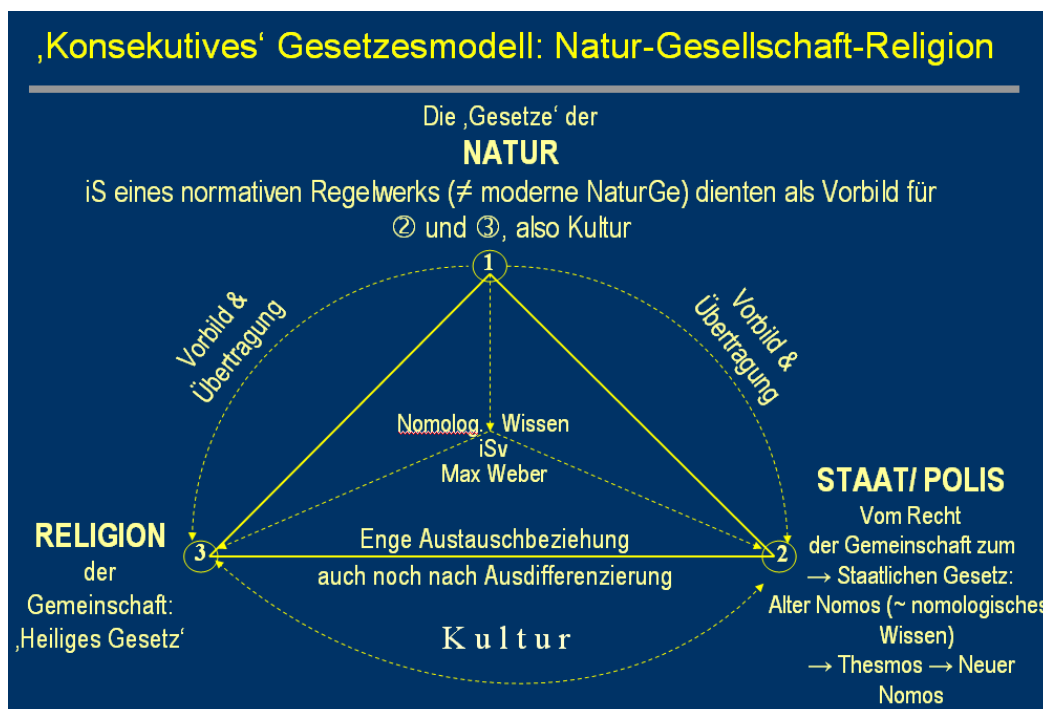 ‚Konsekutives‘ Gesetzesmodell: Natur-Gesellschaft-Religion
Die ‚Gesetze‘ der
NATUR
iS eines normativen Regelwerks (≠ moderne NaturGe) dienten als Vorbild für
② und ③, also Kultur
1
Vorbild &
Übertragung
Vorbild &
Übertragung
Nomolog. Wissen
iSv
Max Weber
RELIGION
der
Gemeinschaft:
‚Heiliges Gesetz‘
3
Enge Austauschbeziehung
auch noch nach Ausdifferenzierung
2
Kultur
STAAT/ POLIS
Vom Recht
der Gemeinschaft zum
→ Staatlichen Gesetz:
Alter Nomos (~ nomologisches
Wissen)
→ Thesmos → Neuer
Nomos